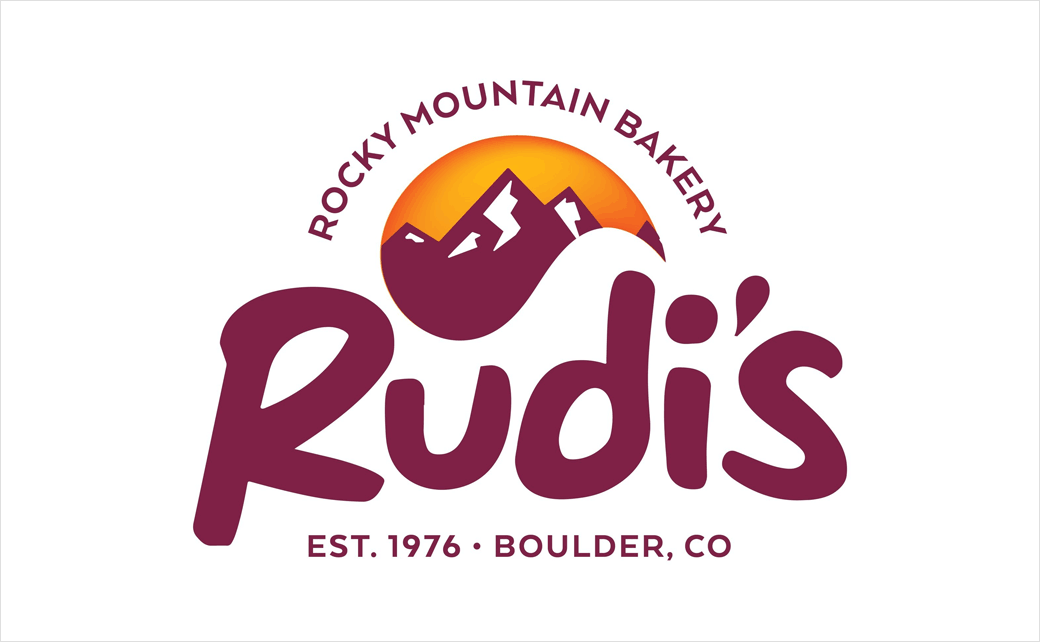 ROCKY MOUNTAIN BAKERY
Rudi's
EST. 1976 • BOULDER, CO